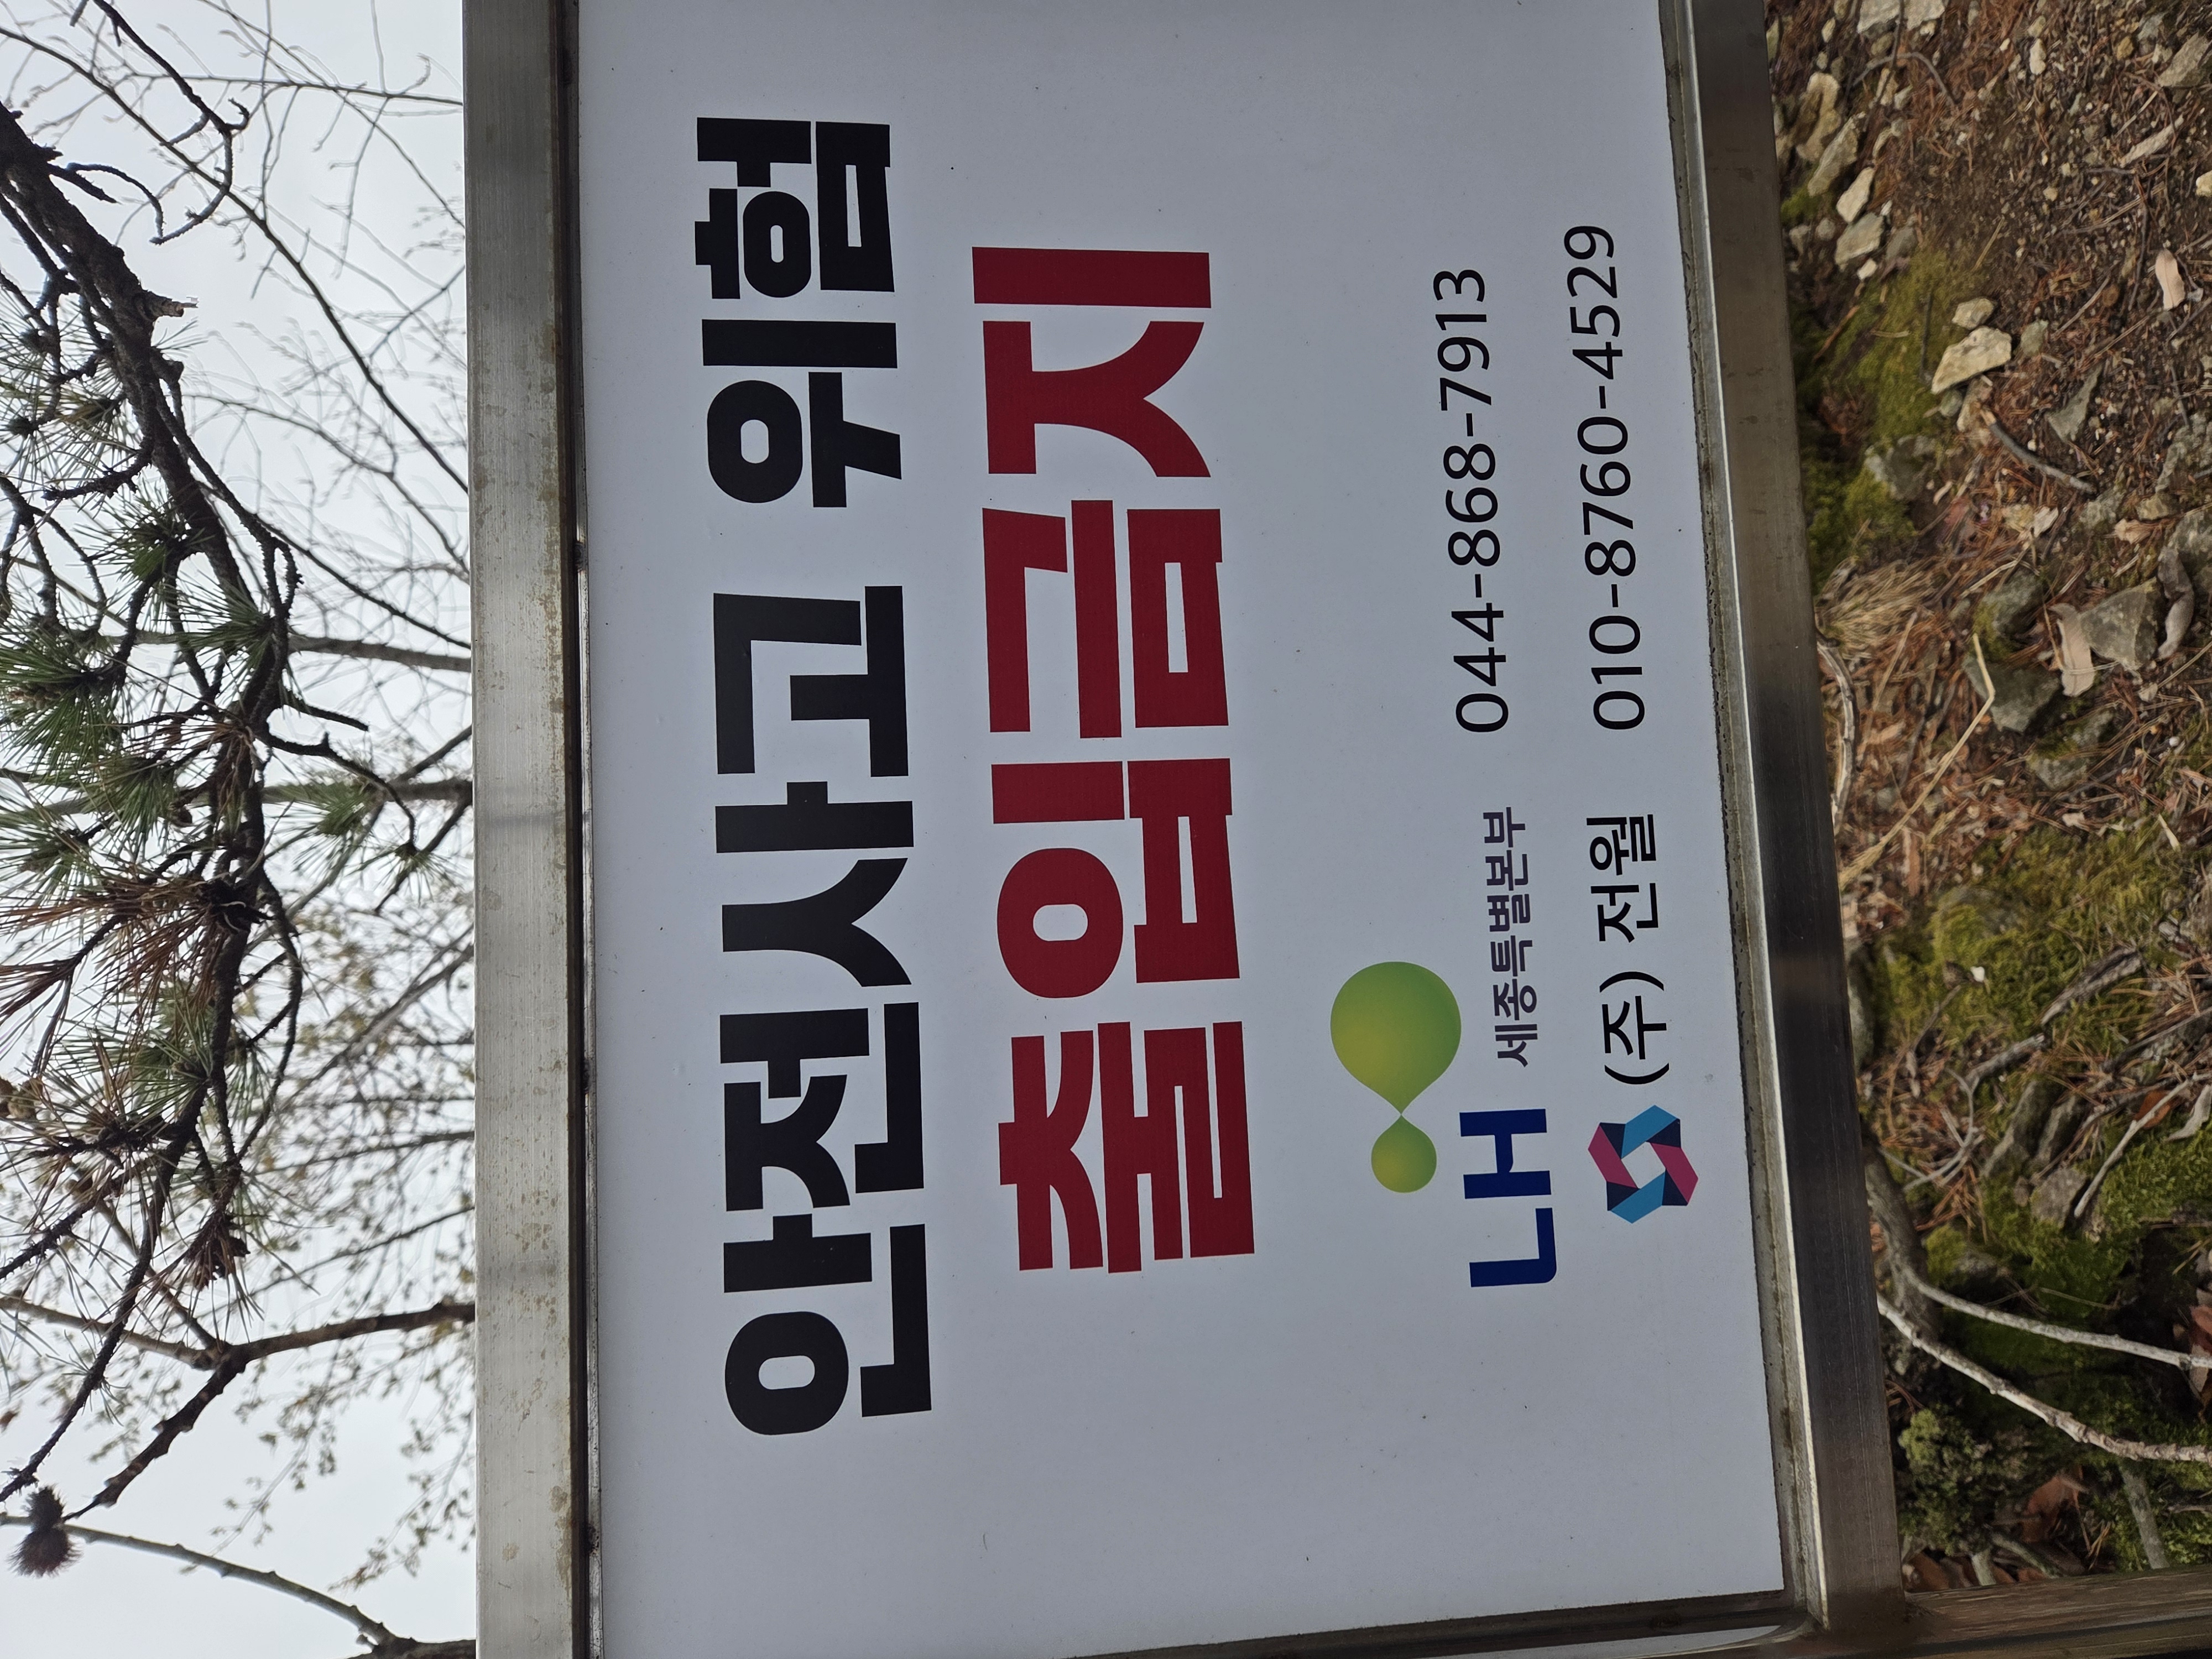 안전사고 위험
출입금지
LH 세종특별본부 044-868-7913
(주) 전월 010-8760-4529